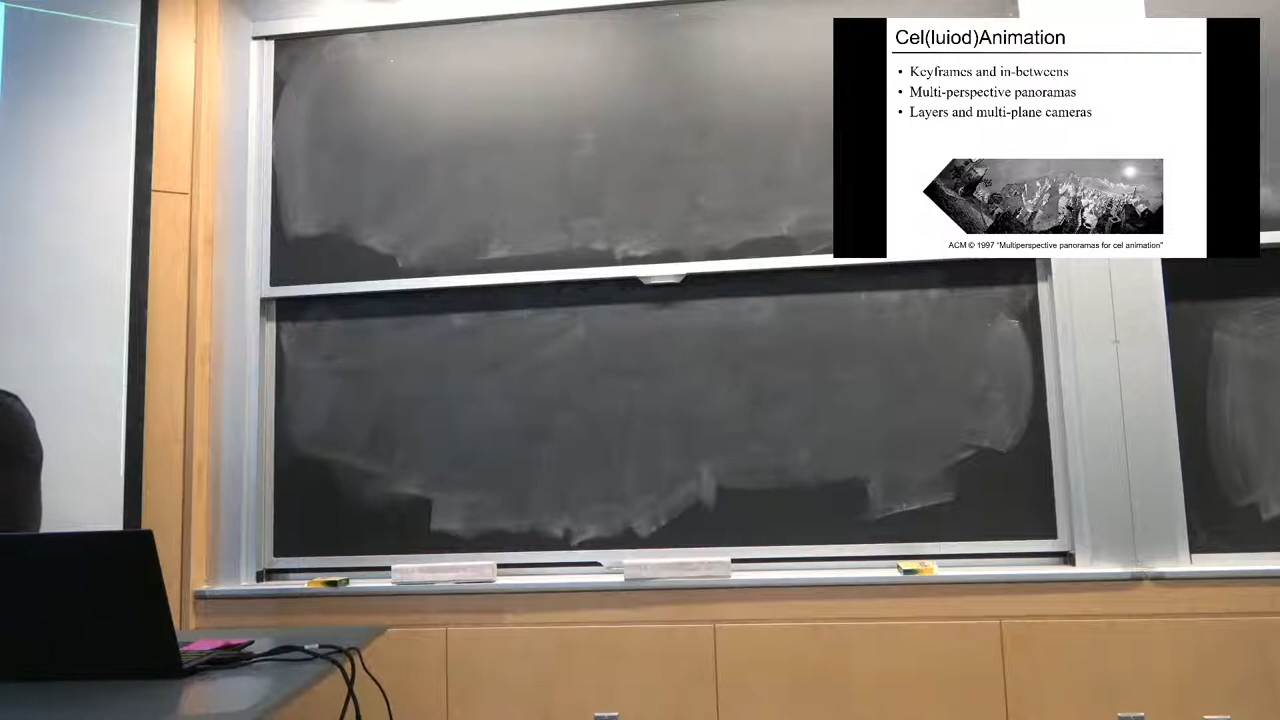 Cel(luiod)Animation
• Keyframes and in-betweens
• Multi-perspective panoramas
• Layers and multi-plane cameras
ACM © 1997 “Multiperspective panoramas for cel animation”